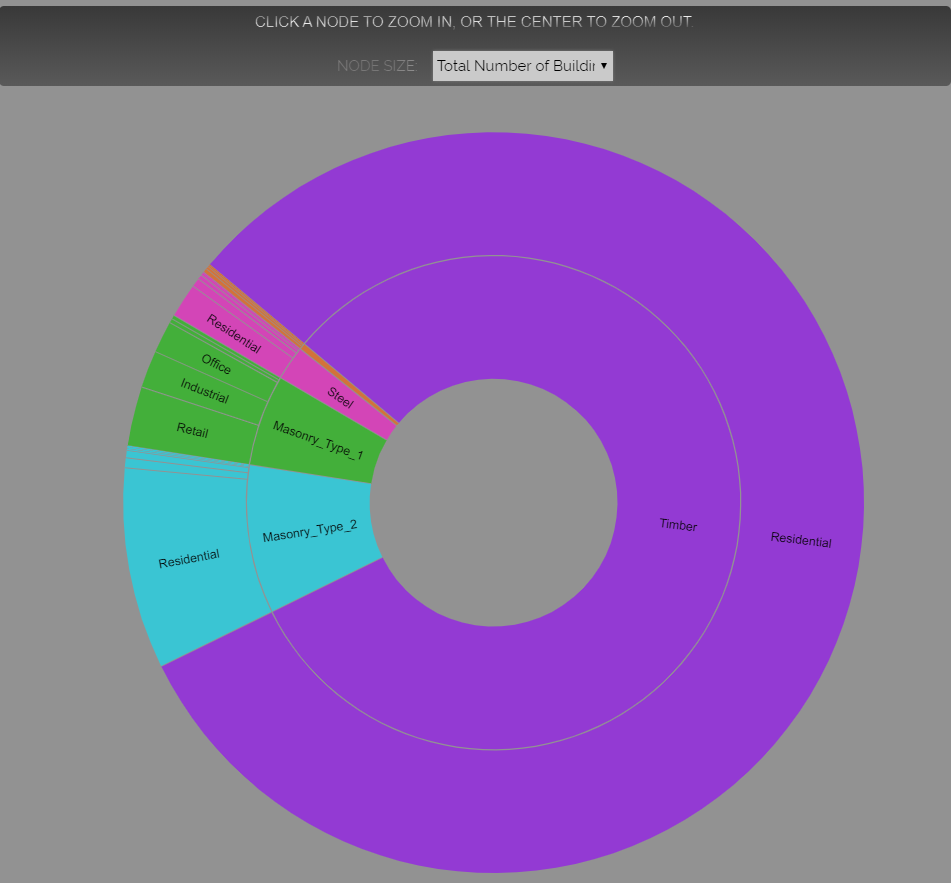 CLICK A NODE TO ZOOM IN, OR THE CENTER TO ZOOM OUT.
NODE SIZE: Total Number of Buildin
Residential
Steel
Office
Industrial
Masonry_Type_1
Retail
Timber
Masonry_Type_2
Residential
Residential